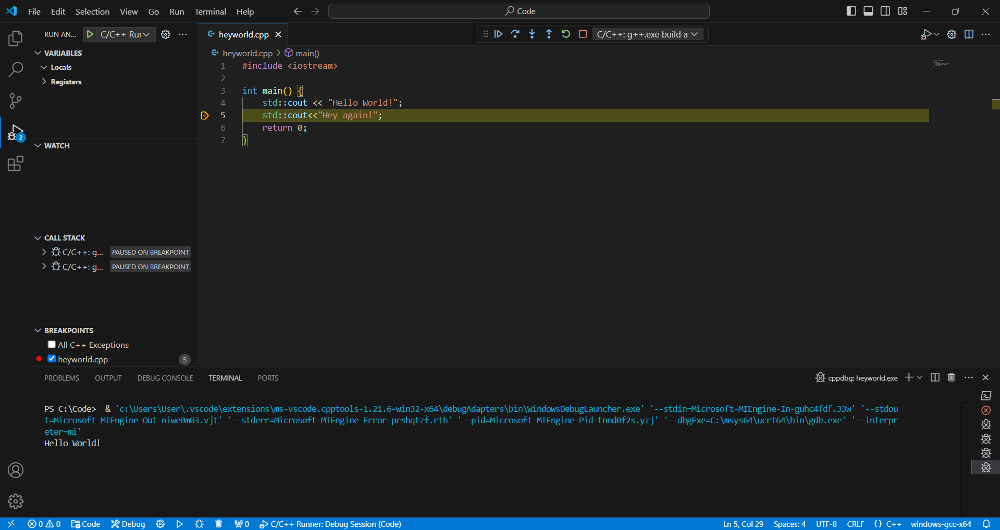 File Edit Selection View Go Run Terminal Help
Code
RUN AN... C/C++ Rur
heyworld.cpp
C/C++: g++.exe build a
VARIABLES
Locals
Registers
WATCH
CALL STACK
C/C++: g... PAUSED ON BREAKPOINT
C/C++: g... PAUSED ON BREAKPOINT
BREAKPOINTS
All C++ Exceptions
heyworld.cpp 5
2
heyworld.cpp > main()
1 #include <iostream>
2
3 int main() {
4 std::cout << "Hello World!";
5 std::cout<<"Hey again!";
6 return 0;
7 }
PROBLEMS OUTPUT DEBUG CONSOLE TERMINAL PORTS
cppdbg: heyworld.exe
PS C:\Code>  & 'c:\Users\User\.vscode\extensions\ms-vscode.cpptools-1.21.6-win32-x64\debugAdapters\bin\WindowsDebugLauncher.exe' '--stdin=Microsoft-MIEngine-In-guhc4fdf.33w' '--stdou
t=Microsoft-MIEngine-Out-niwe0m03.vjt' '--stderr=Microsoft-MIEngine-Error-prshqtzf.rth' '--pid=Microsoft-MIEngine-Pid-tnnd0f2s.yzj' '--dbgExe=C:\msys64\ucrt64\bin\gdb.exe' '--interpr
eter=mi'
Hello World!
0 0 Code Debug 0 C/C++ Runner: Debug Session (Code)
Ln 5, Col 29 Spaces: 4 UTF-8 CRLF {} C++ windows-gcc-x64